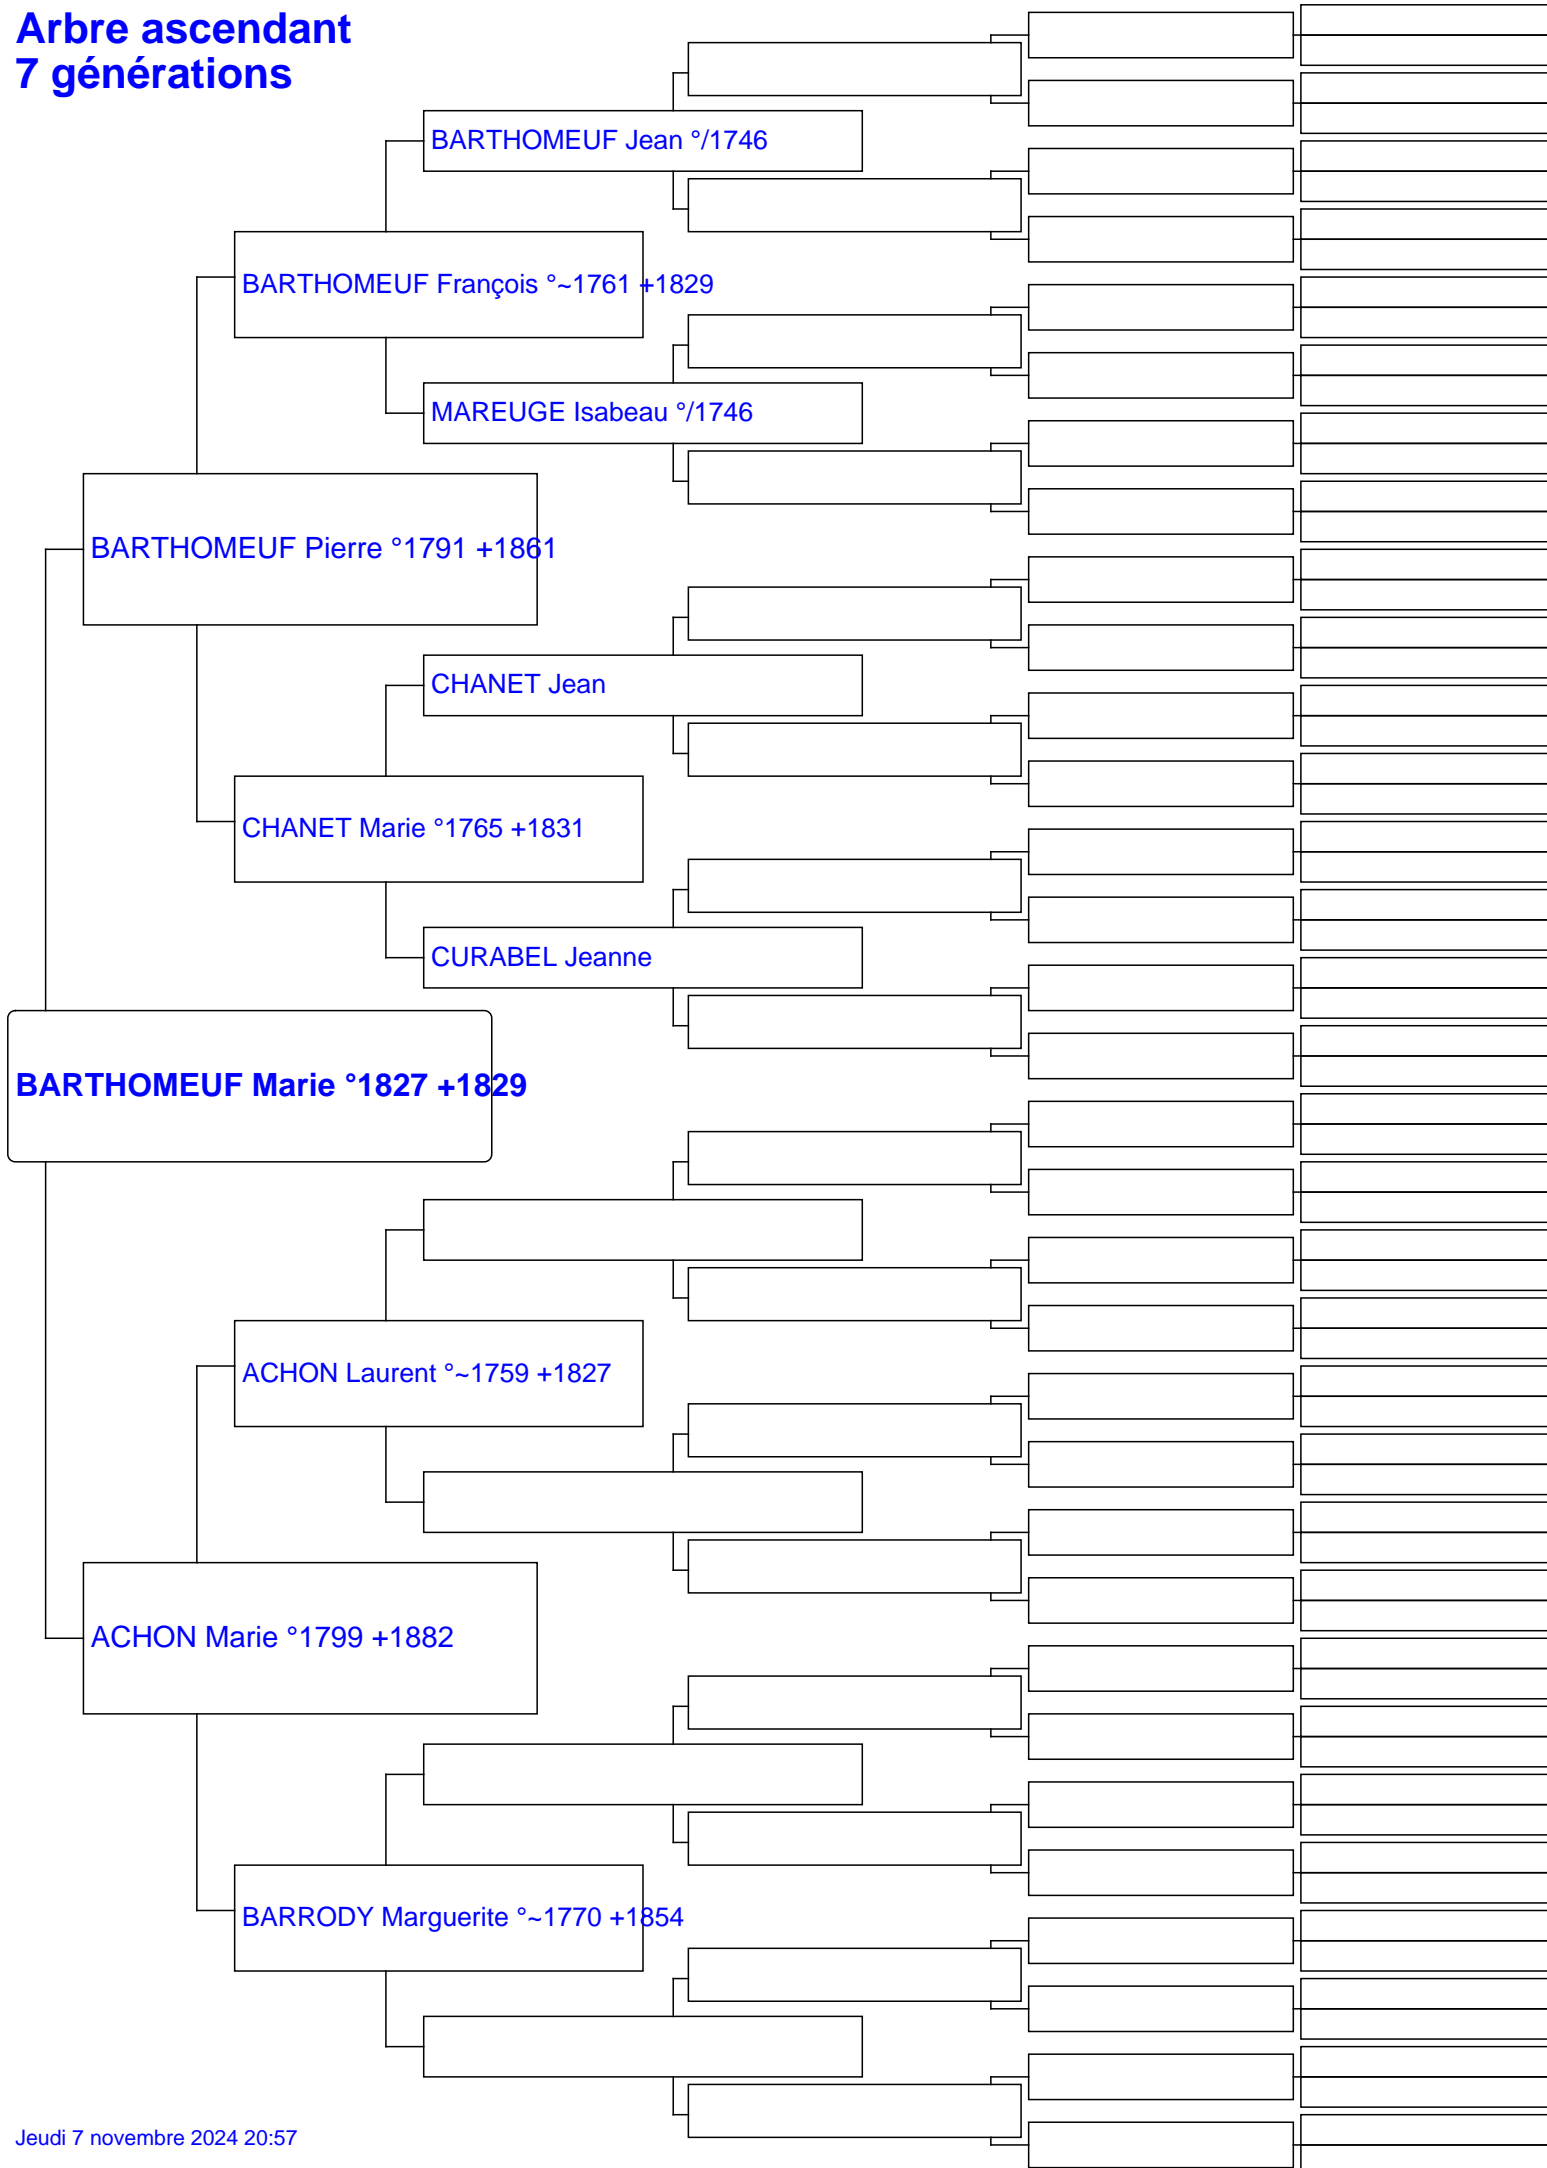 Arbre ascendant
7 générations
BARTHOMEUF Jean °/1746
BARTHOMEUF François °~1761 +1829
MAREUGE Isabeau °/1746
BARTHOMEUF Pierre °1791 +1861
CHANET Jean
CHANET Marie °1765 +1831
CURABEL Jeanne
BARTHOMEUF Marie °1827 +1829
ACHON Laurent °~1759 +1827
ACHON Marie °1799 +1882
BARRODY Marguerite °~1770 +1854
Jeudi 7 novembre 2024 20:57